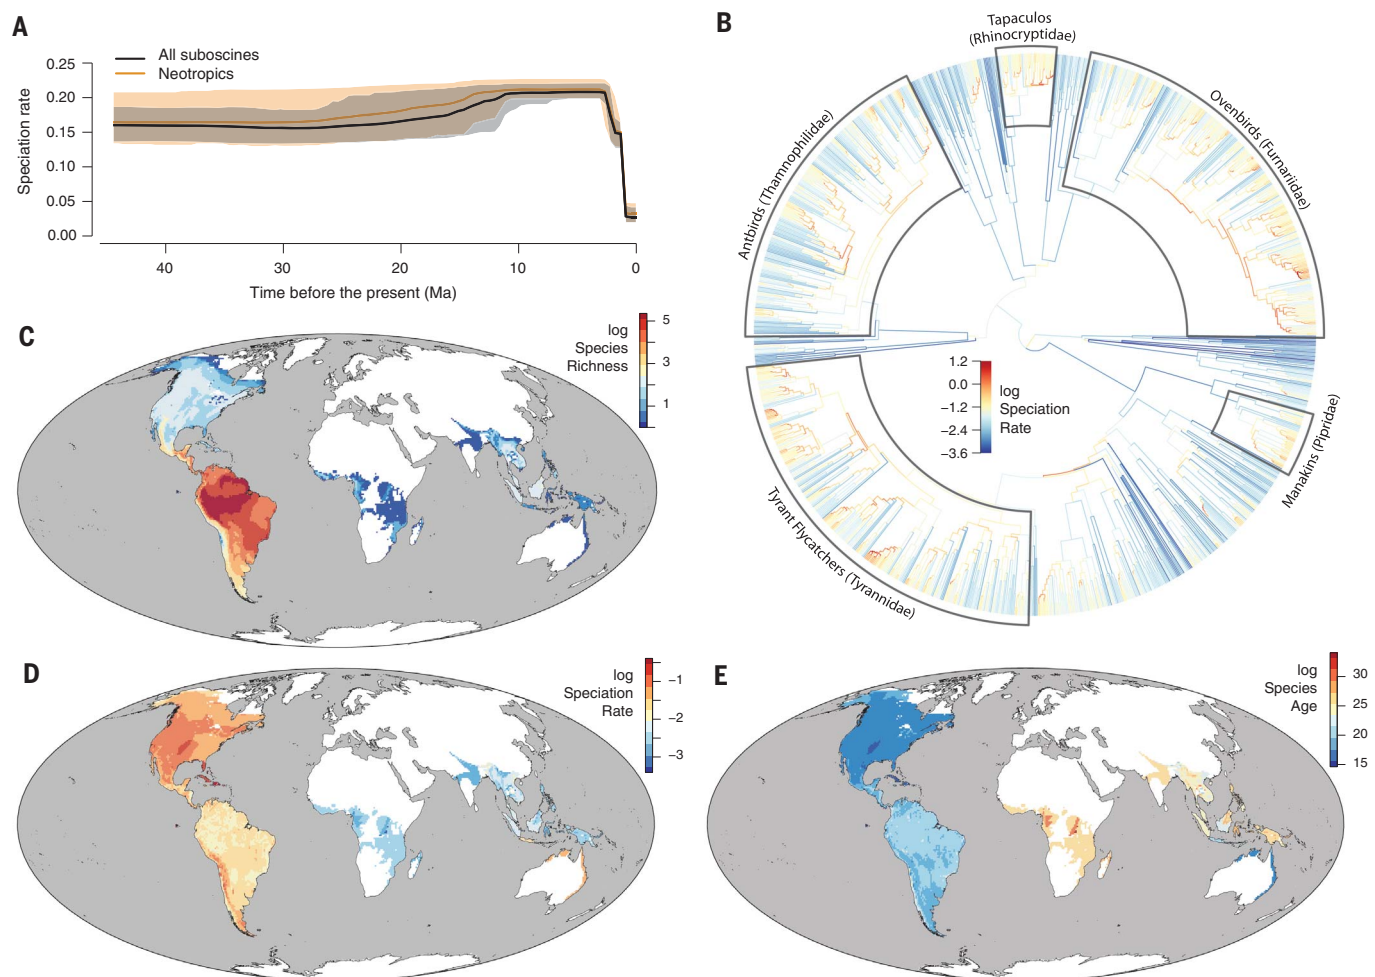 A
All suboscines
Neotropics
0.25
0.20
0.15
0.10
0.05
0.00
Speciation rate
40
30
20
10
0
Time before the present (Ma)
B
Tapaculos
(Rhinocryptidae)
Ovenbirds (Furnariidae)
Antbirds (Thamnophilidae)
Manakins (Pipridae)
Tyrant Flycatchers (Tyrannidae)
1.2
0.0
−1.2
−2.4
−3.6
log
Speciation
Rate
C
log
Species
Richness
5
3
1
D
log
Speciation
Rate
−1
−2
−3
E
log
Species
Age
30
25
20
15